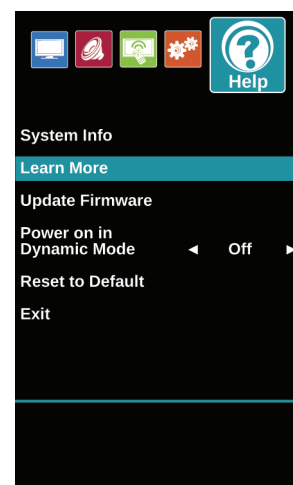 Help
System Info
Learn More
Update Firmware
Power on in
Dynamic Mode ◄ Off ►
Reset to Default
Exit